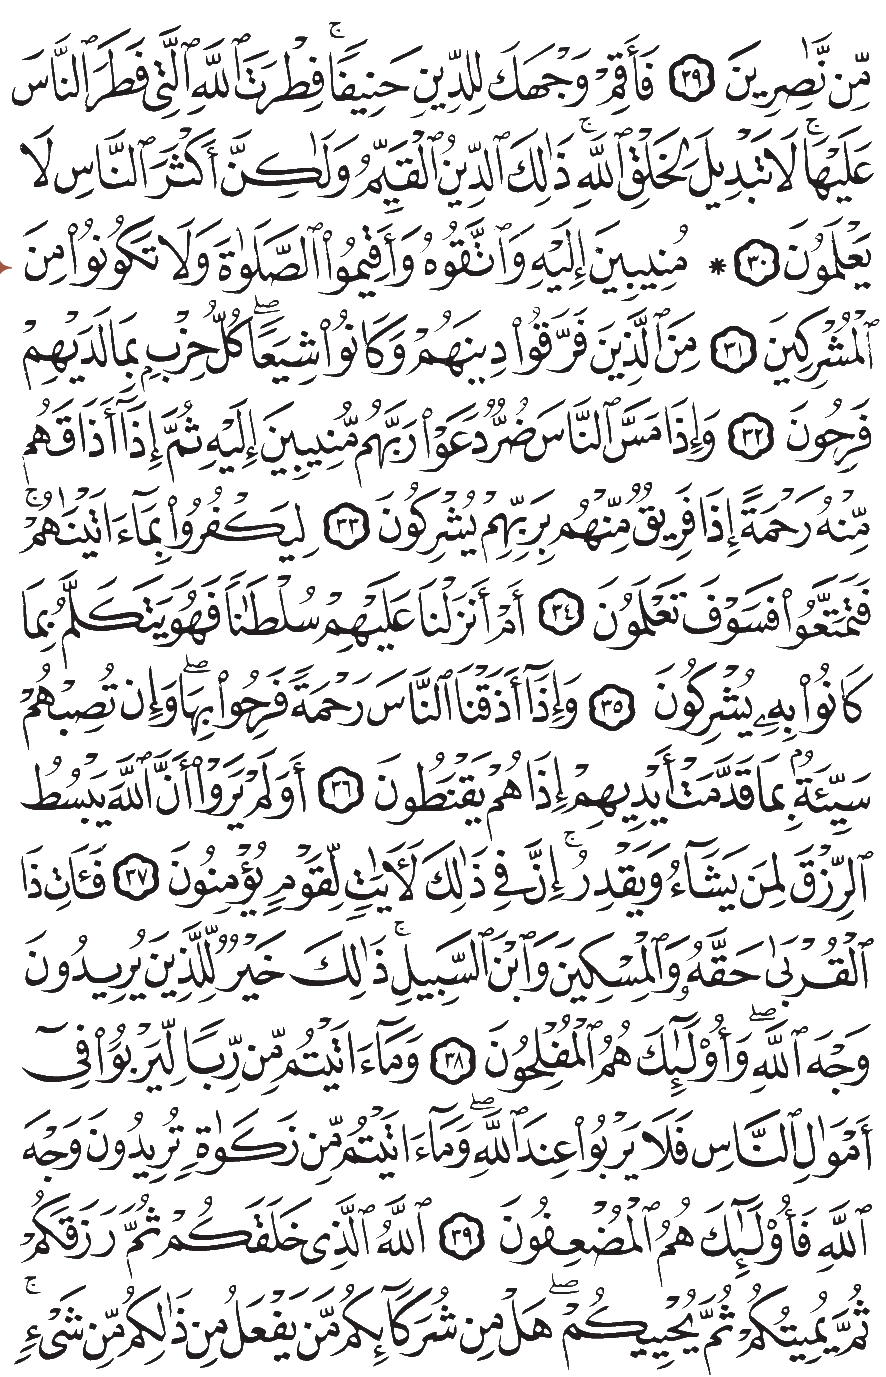 مِّن نَّٰصِرِينَ ٢٩ فَأَقِمْ وَجْهَكَ لِلدِّينِ حَنِيفًاۚ فِطْرَتَ ٱللَّهِ ٱلَّتِى فَطَرَ ٱلنَّاسَ
عَلَيْهَاۚ لَا تَبْدِيلَ لِخَلْقِ ٱللَّهِۚ ذَٰلِكَ ٱلدِّينُ ٱلْقَيِّمُ وَلَٰكِنَّ أَكْثَرَ ٱلنَّاسِ لَا
يَعْلَمُونَ ٣٠ * مُنِيبِينَ إِلَيْهِ وَٱتَّقُوهُ وَأَقِيمُوا۟ ٱلصَّلَوٰةَ وَلَا تَكُونُوا۟ مِنَ
ٱلْمُشْرِكِينَ ٣١ مِنَ ٱلَّذِينَ فَرَّقُوا۟ دِينَهُمْ وَكَانُوا۟ شِيَعًاۖ كُلُّ حِزْبٍۭ بِمَا لَدَيْهِمْ
فَرِحُونَ ٣٢ وَإِذَا مَسَّ ٱلنَّاسَ ضُرٌّ دَعَوْا۟ رَبَّهُم مُّنِيبِينَ إِلَيْهِ ثُمَّ إِذَآ أَذَاقَهُم
مِّنْهُ رَحْمَةً إِذَا فَرِيقٌ مِّنْهُم بِرَبِّهِمْ يُشْرِكُونَ ٣٣ لِيَكْفُرُوا۟ بِمَآ ءَاتَيْنَٰهُمْۚ
فَتَمَتَّعُوا۟ فَسَوْفَ تَعْلَمُونَ ٣٤ أَمْ أَنزَلْنَا عَلَيْهِمْ سُلْطَٰنًا فَهُوَ يَتَكَلَّمُ بِمَا
كَانُوا۟ بِهِۦ يُشْرِكُونَ ٣٥ وَإِذَآ أَذَقْنَا ٱلنَّاسَ رَحْمَةً فَرِحُوا۟ بِهَاۖ وَإِن تُصِبْهُمْ
سَيِّئَةٌۢ بِمَا قَدَّمَتْ أَيْدِيهِمْ إِذَا هُمْ يَقْنَطُونَ ٣٦ أَوَلَمْ يَرَوْا۟ أَنَّ ٱللَّهَ يَبْسُطُ
ٱلرِّزْقَ لِمَن يَشَآءُ وَيَقْدِرُۚ إِنَّ فِى ذَٰلِكَ لَءَايَٰتٍ لِّقَوْمٍ يُؤْمِنُونَ ٣٧ فَـَٔاتِ ذَا
ٱلْقُرْبَىٰ حَقَّهُۥ وَٱلْمِسْكِينَ وَٱبْنَ ٱلسَّبِيلِۚ ذَٰلِكَ خَيْرٌ لِّلَّذِينَ يُرِيدُونَ
وَجْهَ ٱللَّهِۖ وَأُو۟لَٰٓئِكَ هُمُ ٱلْمُفْلِحُونَ ٣٨ وَمَآ ءَاتَيْتُم مِّن رِّبًا لِّيَرْبُوَا۟ فِىٓ
أَمْوَٰلِ ٱلنَّاسِ فَلَا يَرْبُوا۟ عِندَ ٱللَّهِۖ وَمَآ ءَاتَيْتُم مِّن زَكَوٰةٍ تُرِيدُونَ وَجْهَ
ٱللَّهِ فَأُو۟لَٰٓئِكَ هُمُ ٱلْمُضْعِفُونَ ٣٩ ٱللَّهُ ٱلَّذِى خَلَقَكُمْ ثُمَّ رَزَقَكُمْ
ثُمَّ يُمِيتُكُمْ ثُمَّ يُحْيِيكُمْۖ هَلْ مِن شُرَكَآئِكُم مَّن يَفْعَلُ مِن ذَٰلِكُم مِّن شَىْءٍۚ